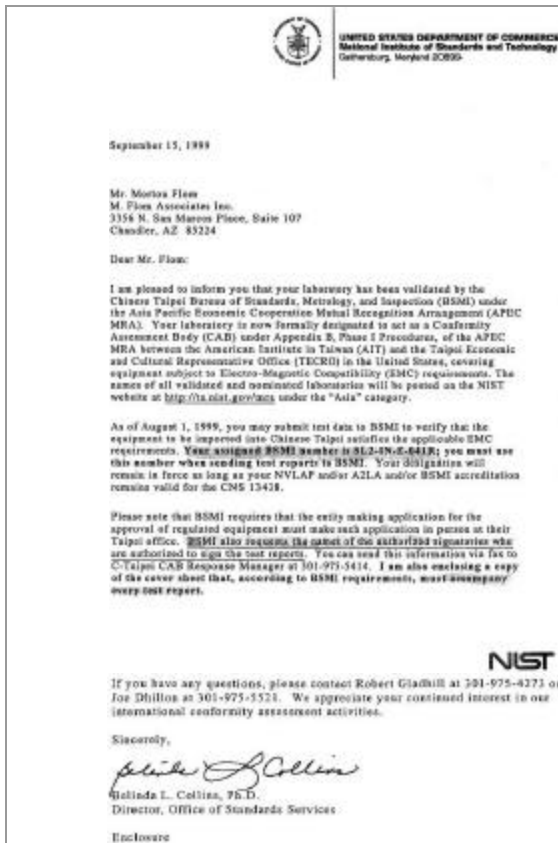 UNITED STATES DEPARTMENT OF COMMERCE
National Institute of Standards and Technology
Gaithersburg, Maryland 20899-
September 15, 1999
Mr. Morton Flom
M. Flom Associates Inc.
3356 N. San Marcos Place, Suite 107
Chandler, AZ 85224
Dear Mr. Flom:
I am pleased to inform you that your laboratory has been validated by the
Chinese Taipei Bureau of Standards, Metrology, and Inspection (BSMI) under
the Asia Pacific Economic Cooperation Mutual Recognition Arrangement (APEC
MRA). Your laboratory is now formally designated to act as a Conformity
Assessment Body (CAB) under Appendix B, Phase I Procedures, of the APEC
MRA between the American Institute in Taiwan (AIT) and the Taipei Economic
and Cultural Representative Office (TECRO) in the United States, covering
equipment subject to Electro-Magnetic Compatibility (EMC) requirements. The
names of all validated and nominated laboratories will be posted on the NIST
website at http://ts.nist.gov/mra under the "Asia" category.
As of August 1, 1999, you may submit test data to BSMI to verify that the
equipment to be imported into Chinese Taipei satisfies the applicable EMC
requirements. Your assigned BSMI number is SL2-IN-E-041R; you must use
this number when sending test reports to BSMI. Your designation will
remain in force as long as your NVLAP and/or A2LA and/or BSMI accreditation
remains valid for the CNS 13438.
Please note that BSMI requires that the entity making application for the
approval of regulated equipment must make such application in person at their
Taipei office. BSMI also requests the names of the authorized signatories who
are authorized to sign the test reports. You can send this information via fax to
C-Taipei CAB Response Manager at 301-975-5414. I am also enclosing a copy
of the cover sheet that, according to BSMI requirements, must accompany
every test report.
NIST
If you have any questions, please contact Robert Gladhill at 301-975-4273 or
Joe Dhillon at 301-975-5521. We appreciate your continued interest in our
international conformity assessment activities.
Sincerely,
Belinda L. Collins
Belinda L. Collins, Ph.D.
Director, Office of Standards Services
Enclosure